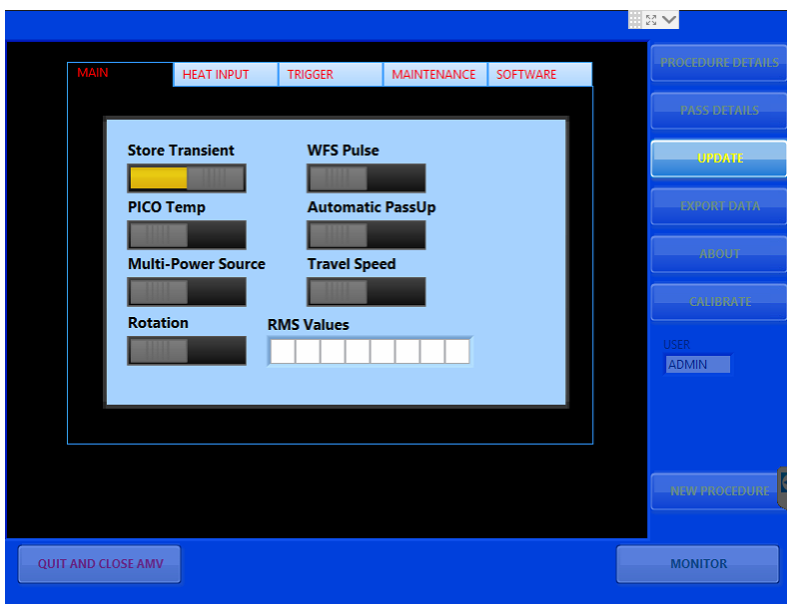 MAIN HEAT INPUT TRIGGER MAINTENANCE SOFTWARE
Store Transient WFS Pulse
PICO Temp Automatic PassUp
Multi-Power Source Travel Speed
Rotation RMS Values
PROCEDURE DETAILS
PASS DETAILS
UPDATE
EXPORT DATA
ABOUT
CALIBRATE
USER
ADMIN
NEW PROCEDURE
QUIT AND CLOSE AMV
MONITOR